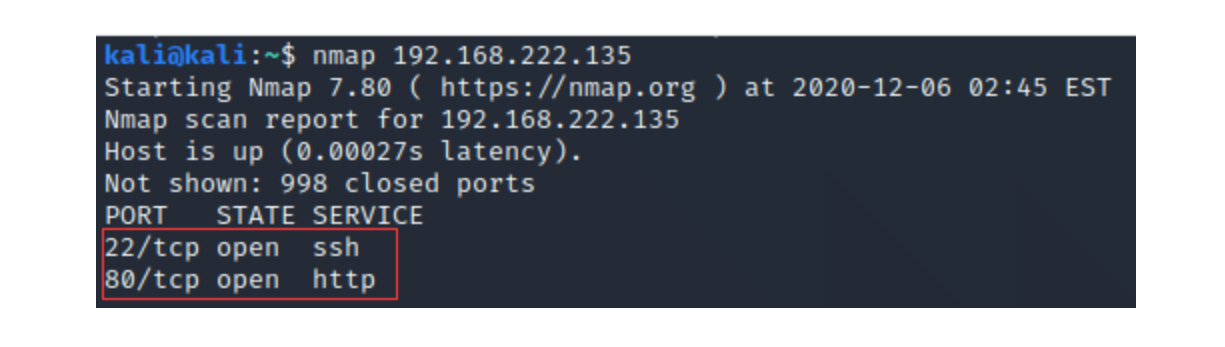 kali@kali:~$ nmap 192.168.222.135
Starting Nmap 7.80 ( https://nmap.org ) at 2020-12-06 02:45 EST
Nmap scan report for 192.168.222.135
Host is up (0.00027s latency).
Not shown: 998 closed ports
PORT   STATE SERVICE
22/tcp open  ssh
80/tcp open  http